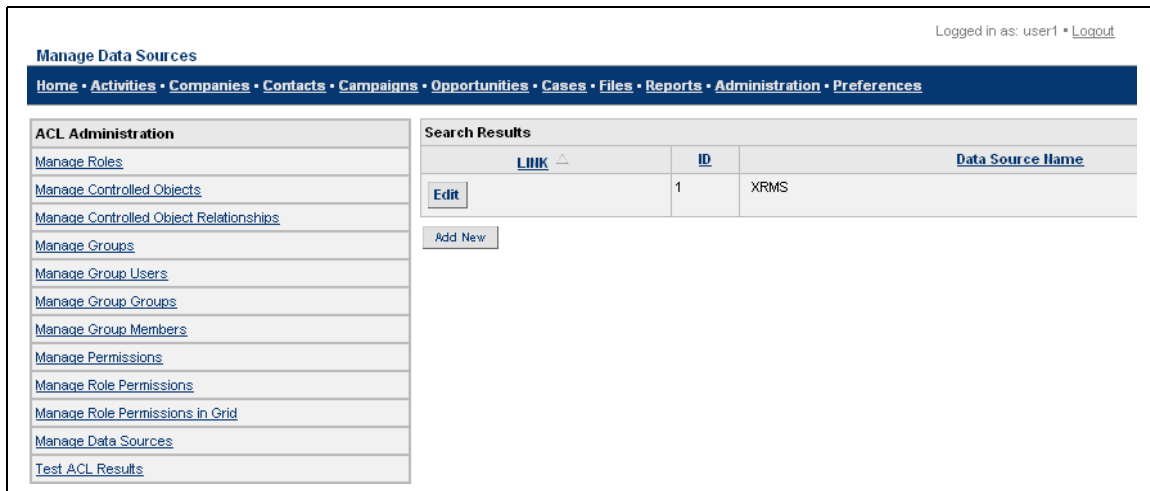 Logged in as: user1 • Logout
Manage Data Sources
Home • Activities • Companies • Contacts • Campaigns • Opportunities • Cases • Files • Reports • Administration • Preferences
ACL Administration
Manage Roles
Manage Controlled Objects
Manage Controlled Object Relationships
Manage Groups
Manage Group Users
Manage Group Groups
Manage Group Members
Manage Permissions
Manage Role Permissions
Manage Role Permissions in Grid
Manage Data Sources
Test ACL Results
Search Results
LINK ID Data Source Name
Edit 1 XRMS
Add New